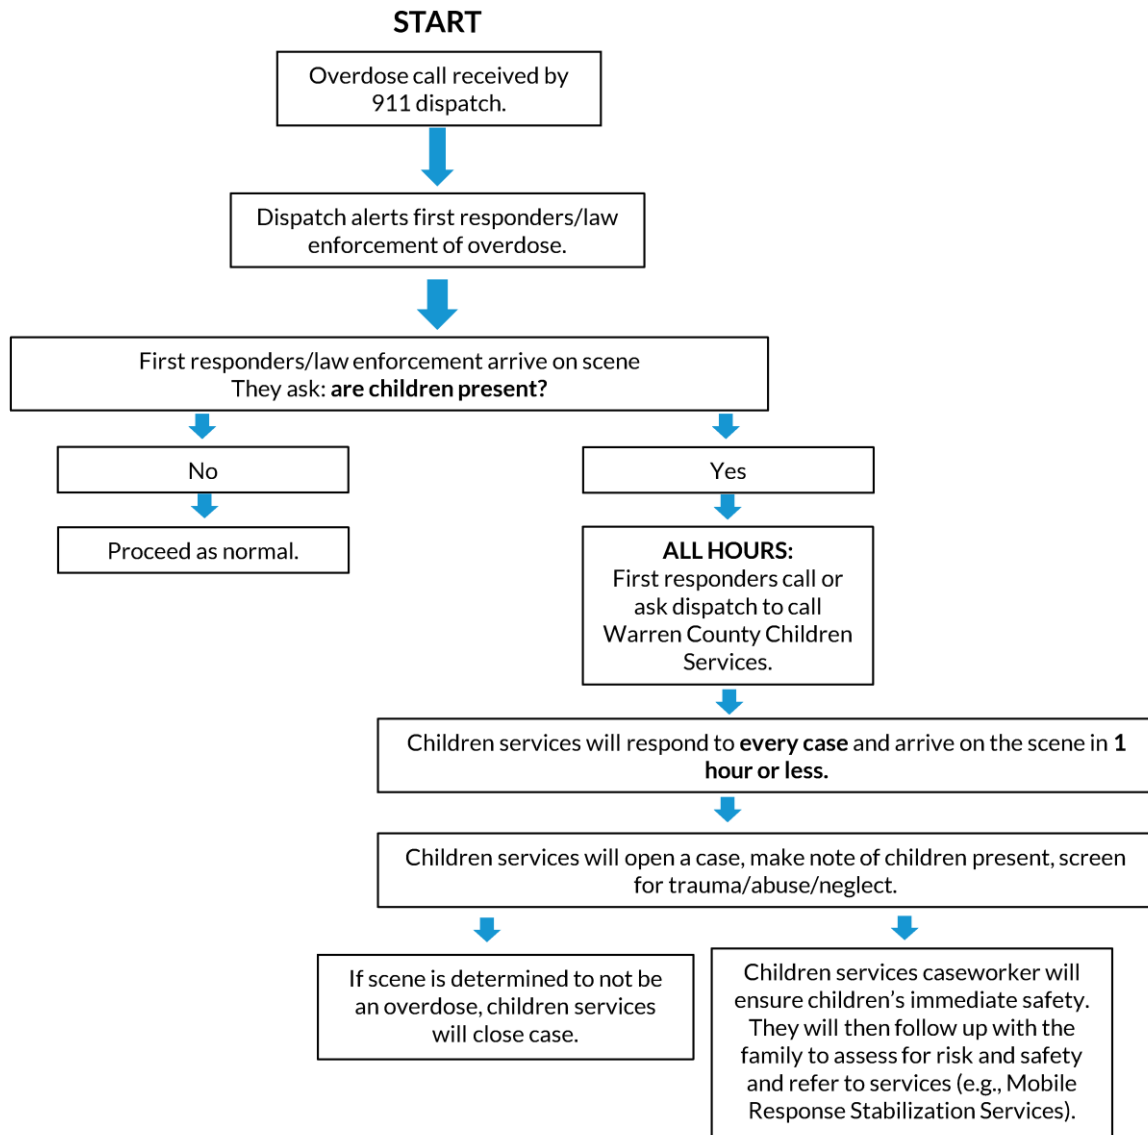 START
Overdose call received by
911 dispatch.
Dispatch alerts first responders/law
enforcement of overdose.
First responders/law enforcement arrive on scene
They ask: are children present?
No
Yes
Proceed as normal.
ALL HOURS:
First responders call or
ask dispatch to call
Warren County Children
Services.
Children services will respond to every case and arrive on the scene in 1
hour or less.
Children services will open a case, make note of children present, screen
for trauma/abuse/neglect.
If scene is determined to not be
an overdose, children services
will close case.
Children services caseworker will
ensure children’s immediate safety.
They will then follow up with the
family to assess for risk and safety
and refer to services (e.g., Mobile
Response Stabilization Services).